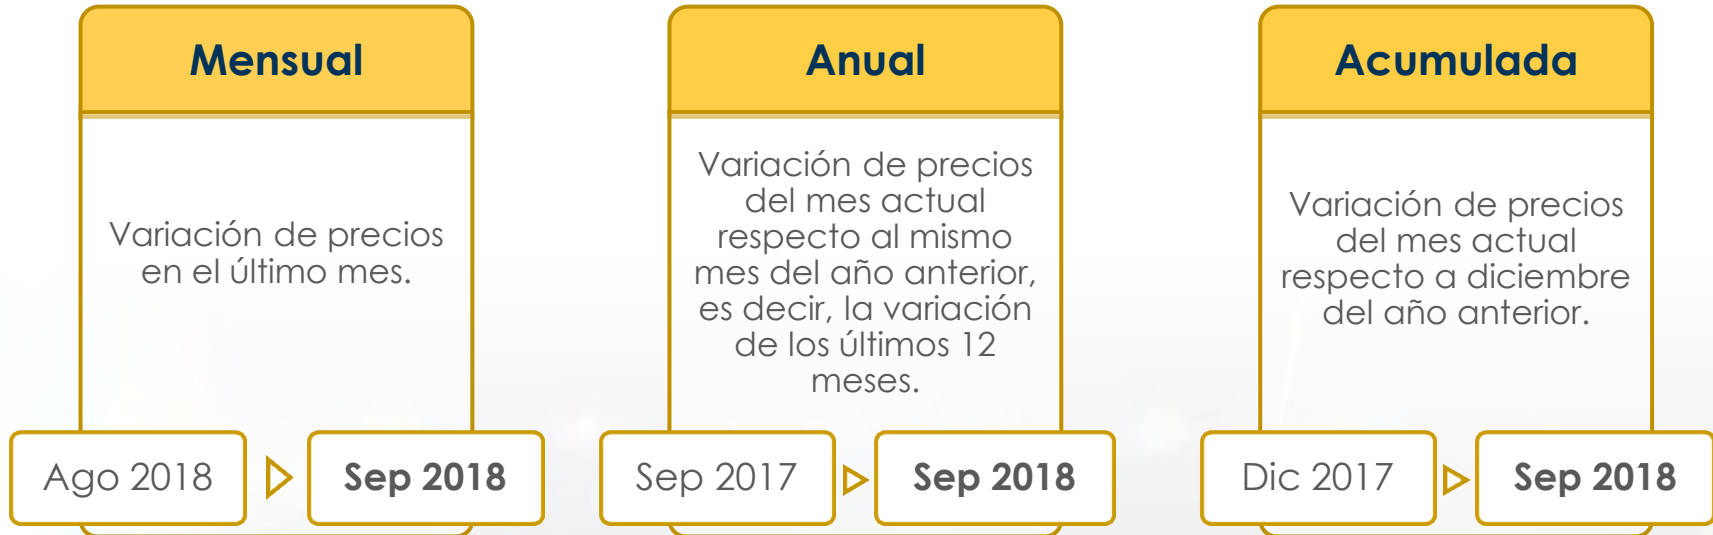 Mensual
Variación de precios
en el último mes.
Ago 2018
Sep 2018
Anual
Variación de precios
del mes actual
respecto al mismo
mes del año anterior,
es decir, la variación
de los últimos 12
meses.
Sep 2017
Sep 2018
Acumulada
Variación de precios
del mes actual
respecto a diciembre
del año anterior.
Dic 2017
Sep 2018